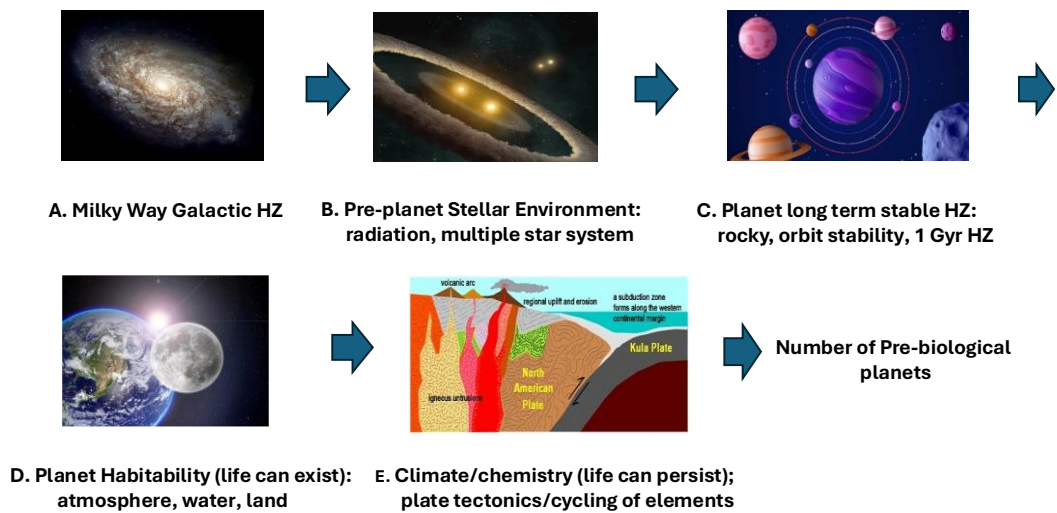 A. Milky Way Galactic HZ
B. Pre-planet Stellar Environment:
radiation, multiple star system
C. Planet long term stable HZ:
rocky, orbit stability, 1 Gyr HZ
volcanic arc
regional uplift and erosion
a subduction zone
forms along the western
continental margin
Kula Plate
North
American
Plate
igneous untrusions
Number of Pre-biological
planets
D. Planet Habitability (life can exist):
atmosphere, water, land
E. Climate/chemistry (life can persist);
plate tectonics/cycling of elements